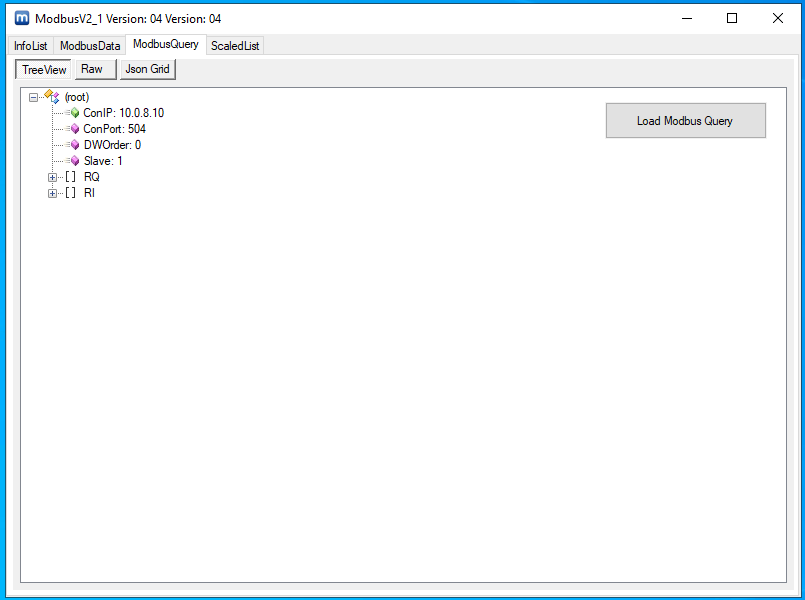 ModbusV2_1 Version: 04 Version: 04
InfoList ModbusData ModbusQuery ScaledList
TreeView Raw Json Grid
(root)
ConIP: 10.0.8.10
Load Modbus Query
ConPort: 504
DWOrder: 0
Slave: 1
[ ] RQ
[ ] RI